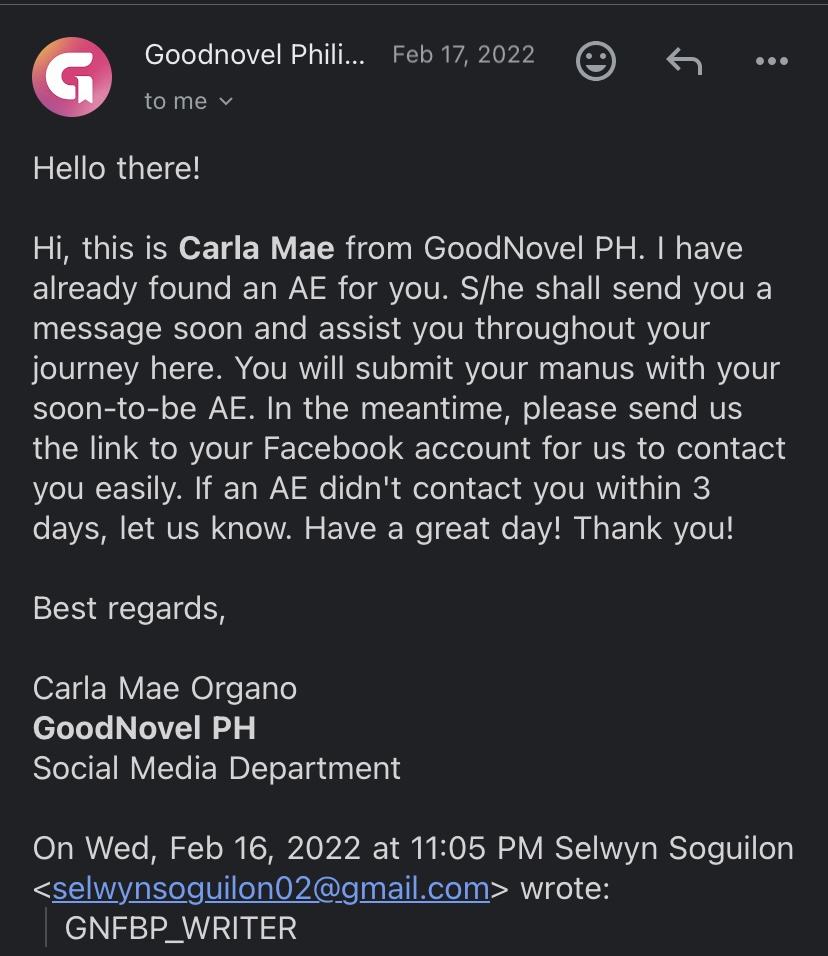 Goodnovel Phili... Feb 17, 2022
to me
Hello there!
Hi, this is Carla Mae from GoodNovel PH. I have
already found an AE for you. S/he shall send you a
message soon and assist you throughout your
journey here. You will submit your manus with your
soon-to-be AE. In the meantime, please send us
the link to your Facebook account for us to contact
you easily. If an AE didn't contact you within 3
days, let us know. Have a great day! Thank you!
Best regards,
Carla Mae Organo
GoodNovel PH
Social Media Department
On Wed, Feb 16, 2022 at 11:05 PM Selwyn Soguilon
<selwynsoguilon02@gmail.com> wrote:
GNFBP_WRITER